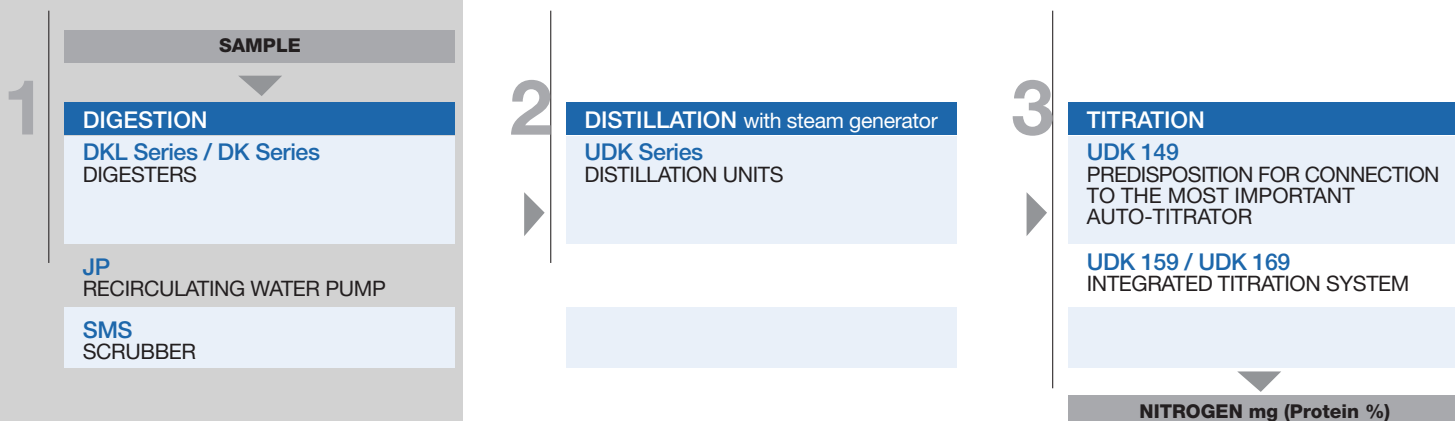 1
SAMPLE
DIGESTION
DKL Series / DK Series
DIGESTERS
JP
RECIRCULATING WATER PUMP
SMS
SCRUBBER
2
DISTILLATION with steam generator
UDK Series
DISTILLATION UNITS
3
TITRATION
UDK 149
PREDISPOSITION FOR CONNECTION
TO THE MOST IMPORTANT
AUTO-TITRATOR
UDK 159 / UDK 169
INTEGRATED TITRATION SYSTEM
NITROGEN mg (Protein %)